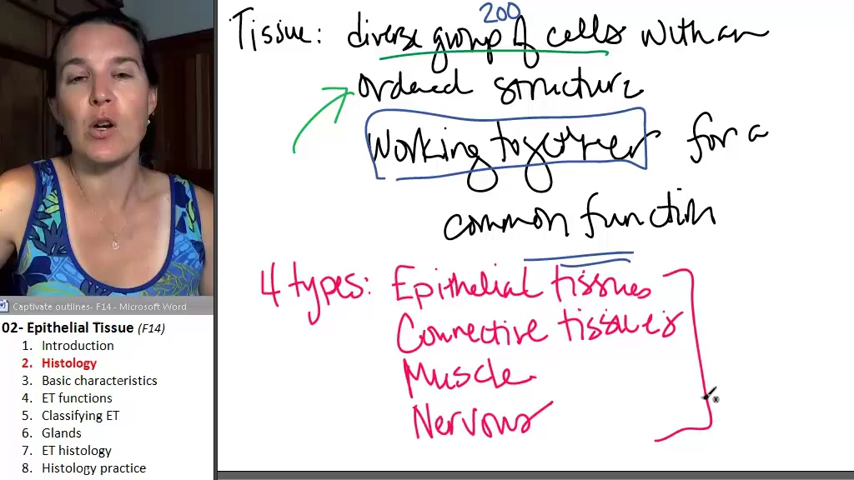 200
Tissue: diverse group of cells with an
ordered structure
working together for a
common function
4 types: Epithelial tissues
Connective tissues
Muscle
Nervous
Captivate outlines- F14 - Microsoft Word
02- Epithelial Tissue (F14)
1. Introduction
2. Histology
3. Basic characteristics
4. ET functions
5. Classifying ET
6. Glands
7. ET histology
8. Histology practice